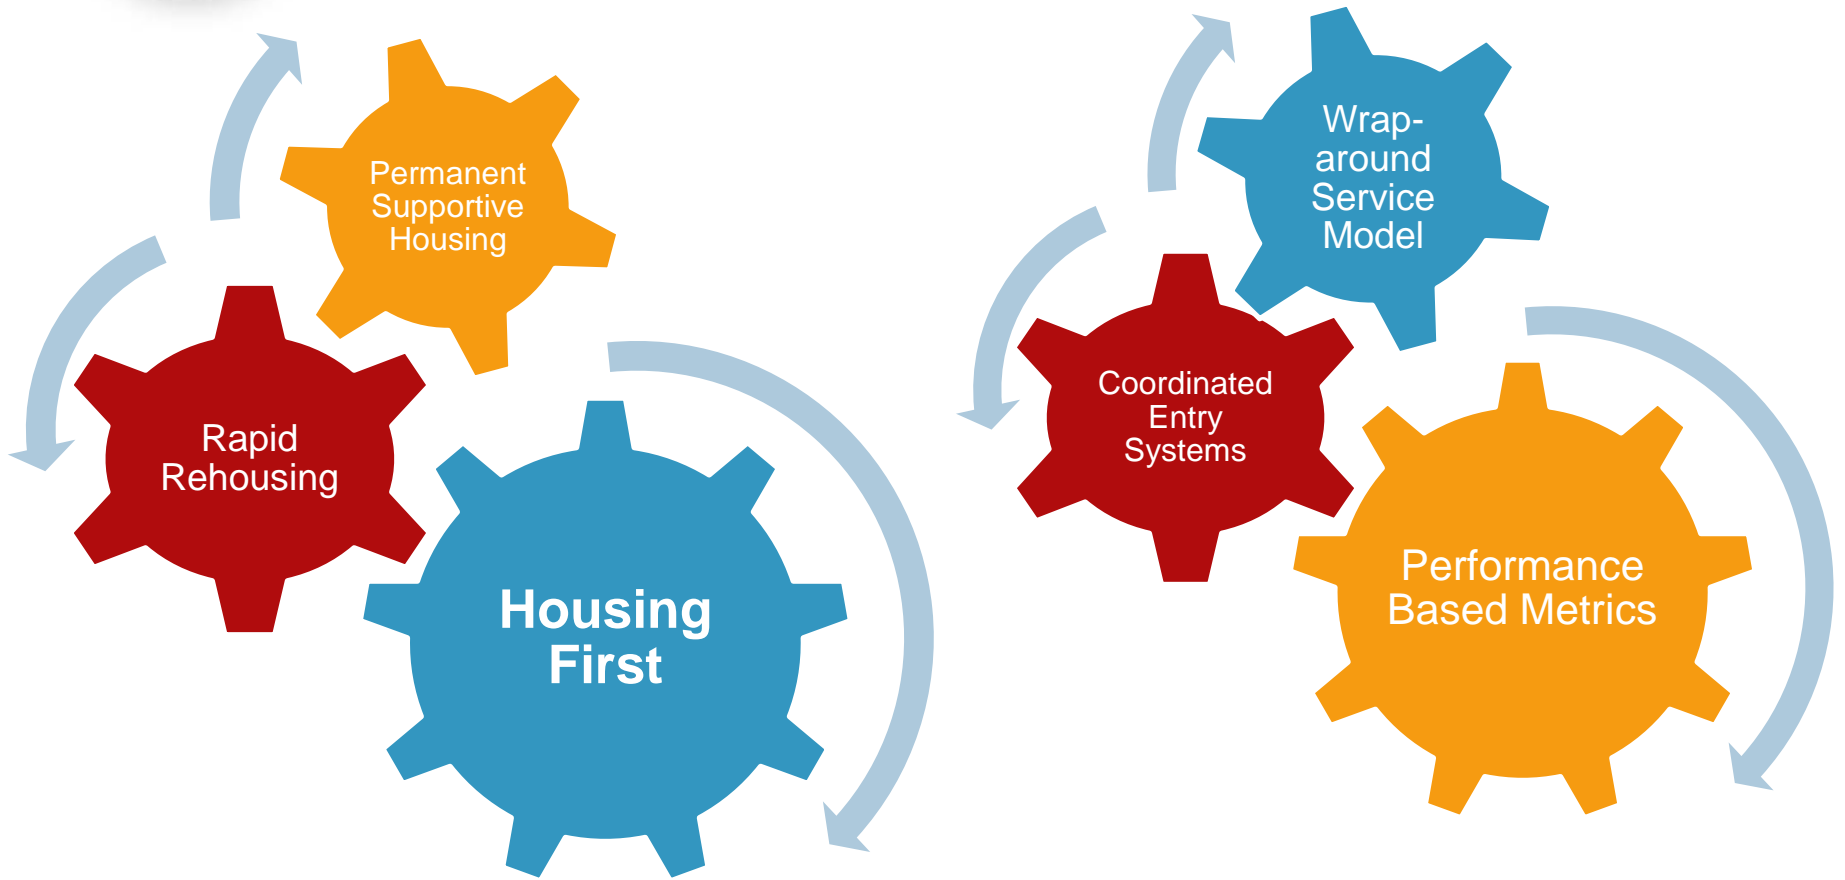 Permanent
Supportive
Housing
Rapid
Rehousing
Housing
First
Wrap-
around
Service
Model
Coordinated
Entry
Systems
Performance
Based Metrics